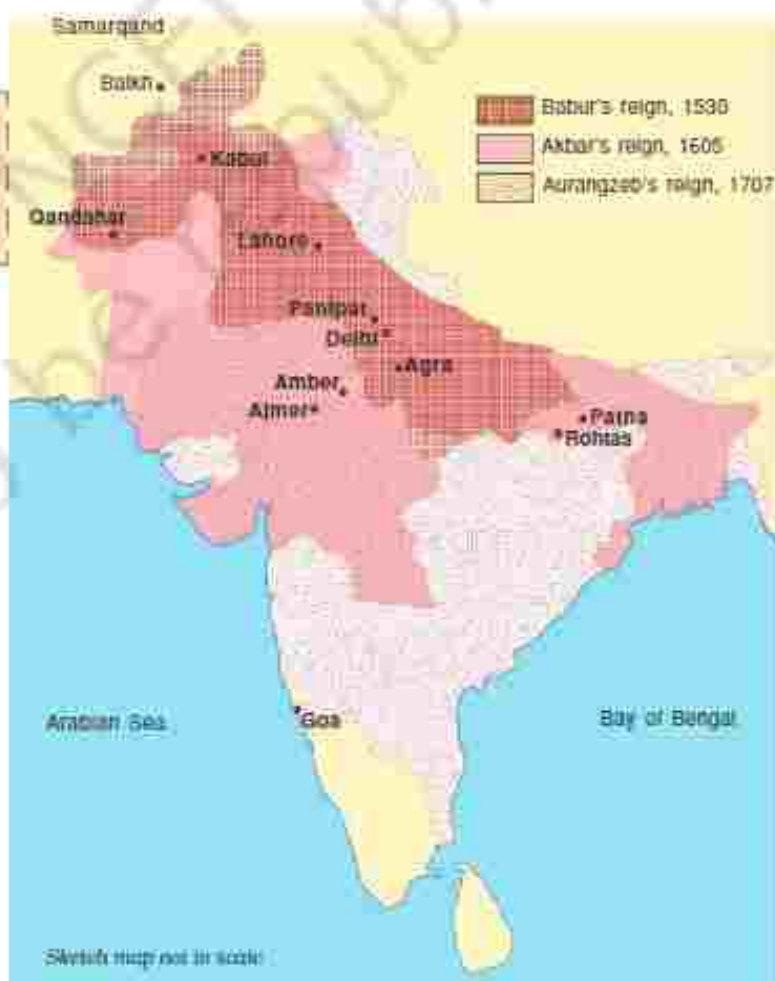 Samarqand
Balkh
Babur's reign, 1530
Akbar's reign, 1605
Aurangzeb's reign, 1707
Kabul
Qandahar
Lahore
Panipat
Delhi
Agra
Amber
Ajmer
Patna
Rohtas
Arabian Sea
Goa
Bay of Bengal
Sketch map not to scale